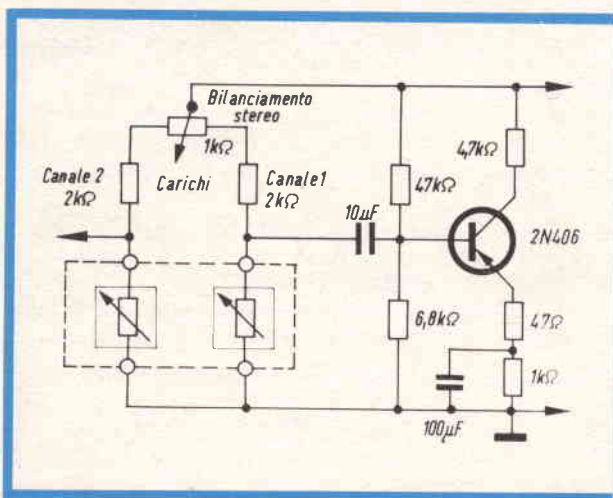 Bilanciamento
stereo
1kΩ
4,7kΩ
Canale 2
2kΩ
Carichi
Canale 1
2kΩ
47kΩ
10µF
2N406
6,8kΩ
47Ω
1kΩ
100µF